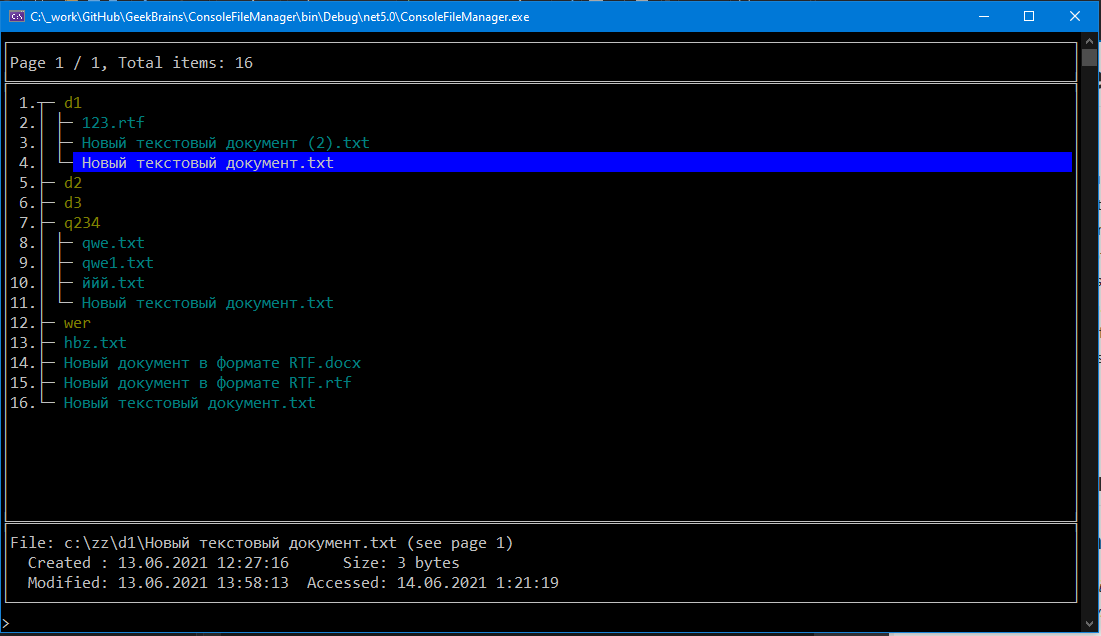 C:\_work\GitHub\GeekBrains\ConsoleFileManager\bin\Debug\net5.0\ConsoleFileManager.exe
Page 1 / 1, Total items: 16
1. d1
2. 123.rtf
3. Новый текстовый документ (2).txt
4. Новый текстовый документ.txt
5. d2
6. d3
7. q234
8. qwe.txt
9. qwe1.txt
10. ййй.txt
11. Новый текстовый документ.txt
12. wer
13. hbz.txt
14. Новый документ в формате RTF.docx
15. Новый документ в формате RTF.rtf
16. Новый текстовый документ.txt
File: c:\zz\d1\Новый текстовый документ.txt (see page 1)
Created : 13.06.2021 12:27:16 Size: 3 bytes
Modified: 13.06.2021 13:58:13 Accessed: 14.06.2021 1:21:19
>